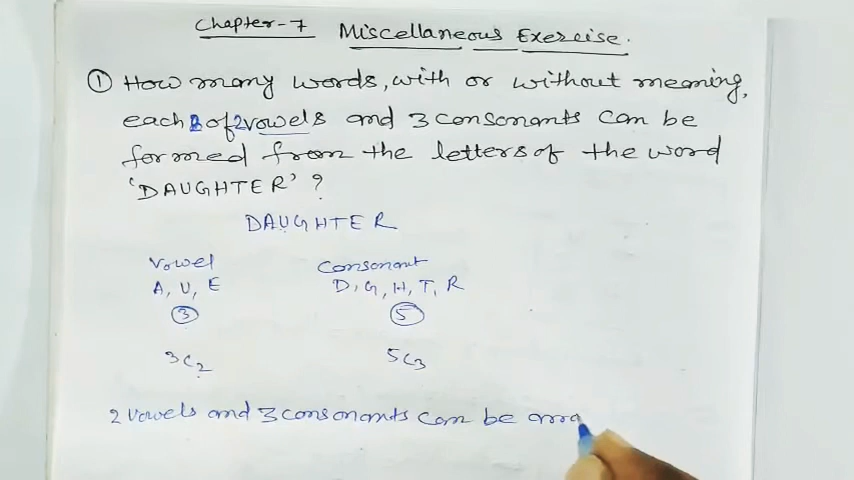 Chapter-7 Miscellaneous Exercise.
① How many words, with or without meaning,
each of 2 vowels and 3 consonants can be
formed from the letters of the word
'DAUGHTER' ?
DAUGHTER
Vowel Consonant
A, U, E D, G, H, T, R
③ ⑤
3C2 5C3
2 vowels and 3 consonants can be